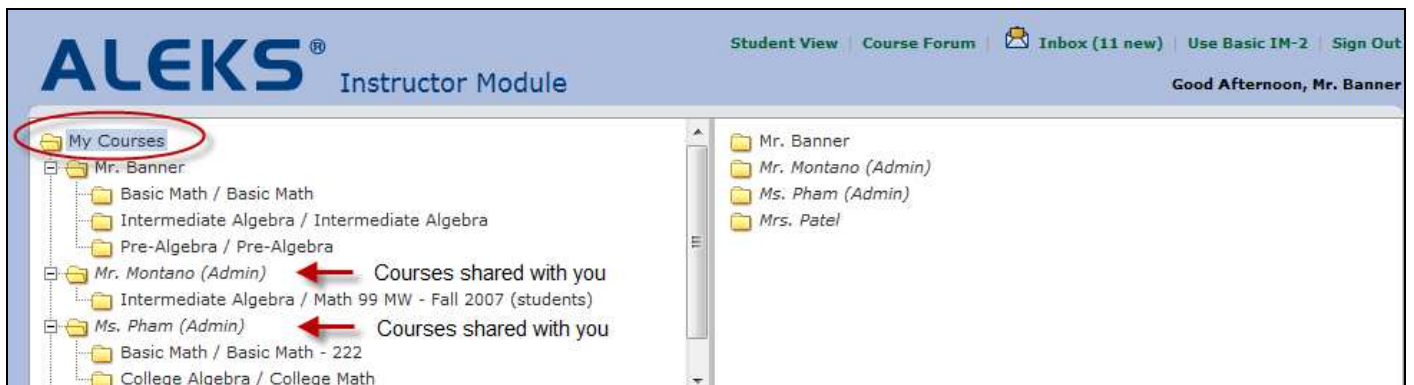 Student View | Course Forum | Inbox (11 new) | Use Basic IM-2 | Sign Out
ALEKS® Instructor Module
Good Afternoon, Mr. Banner
My Courses
Mr. Banner
Basic Math / Basic Math
Intermediate Algebra / Intermediate Algebra
Pre-Algebra / Pre-Algebra
Mr. Montano (Admin) Courses shared with you
Intermediate Algebra / Math 99 MW - Fall 2007 (students)
Ms. Pham (Admin) Courses shared with you
Basic Math / Basic Math - 222
College Algebra / College Math
Mr. Banner
Mr. Montano (Admin)
Ms. Pham (Admin)
Mrs. Patel